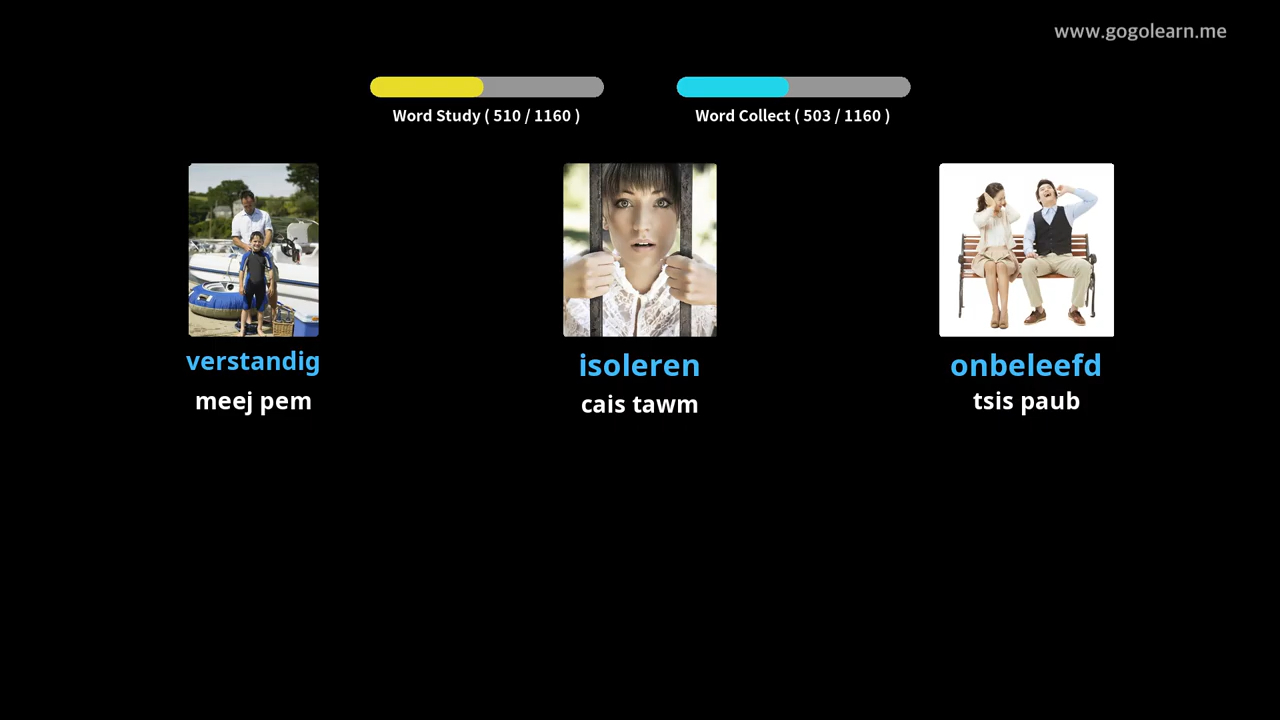 www.gogolearn.me
Word Study ( 510 / 1160 )
Word Collect ( 503 / 1160 )
verstandig
meej pem
isoleren
cais tawm
onbeleefd
tsis paub